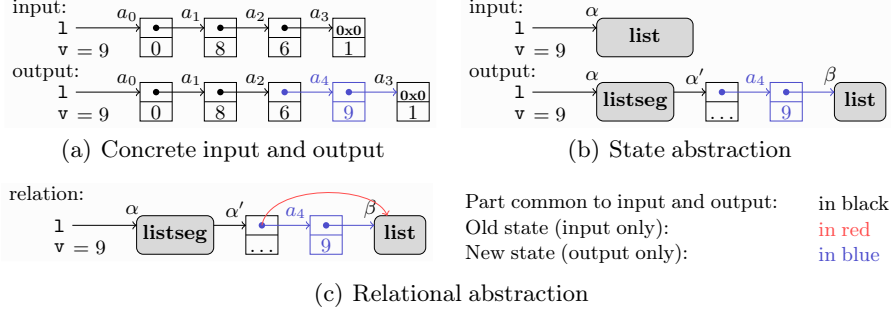 input:
a₀ a₁ a₂ a₃
l 0x0
v = 9 0 8 6 1
output:
a₀ a₁ a₂ a₄ a₃
l 0x0
v = 9 0 8 6 9 1
(a) Concrete input and output
input:
α
l list
v = 9
output:
α α′ a₄ β
l listseg list
v = 9 ... 9
(b) State abstraction
relation:
α α′ a₄ β
l listseg list
v = 9 ... 9
Part common to input and output: in black
Old state (input only): in red
New state (output only): in blue
(c) Relational abstraction